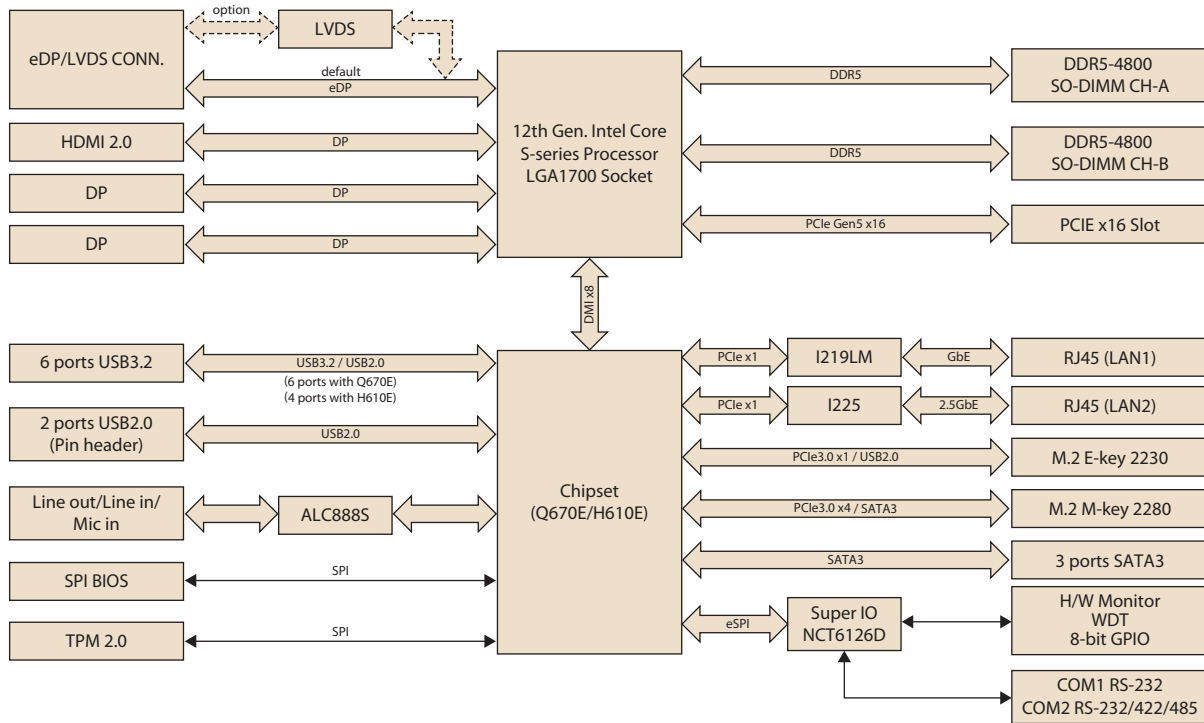 option
LVDS
eDP/LVDS CONN.
default
eDP
HDMI 2.0
DP
DP
DP
DP
DP
12th Gen. Intel Core
S-series Processor
LGA1700 Socket
DDR5
DDR5-4800
SO-DIMM CH-A
DDR5
DDR5-4800
SO-DIMM CH-B
PCIe Gen5 x16
PCIE x16 Slot
DMI x8
6 ports USB3.2
USB3.2 / USB2.0
(6 ports with Q670E)
(4 ports with H610E)
2 ports USB2.0
(Pin header)
USB2.0
Line out/Line in/
Mic in
ALC888S
SPI BIOS
SPI
TPM 2.0
SPI
Chipset
(Q670E/H610E)
PCIe x1
I219LM
GbE
RJ45 (LAN1)
PCIe x1
I225
2.5GbE
RJ45 (LAN2)
PCIe3.0 x1 / USB2.0
M.2 E-key 2230
PCIe3.0 x4 / SATA3
M.2 M-key 2280
SATA3
3 ports SATA3
eSPI
Super IO
NCT6126D
H/W Monitor
WDT
8-bit GPIO
COM1 RS-232
COM2 RS-232/422/485